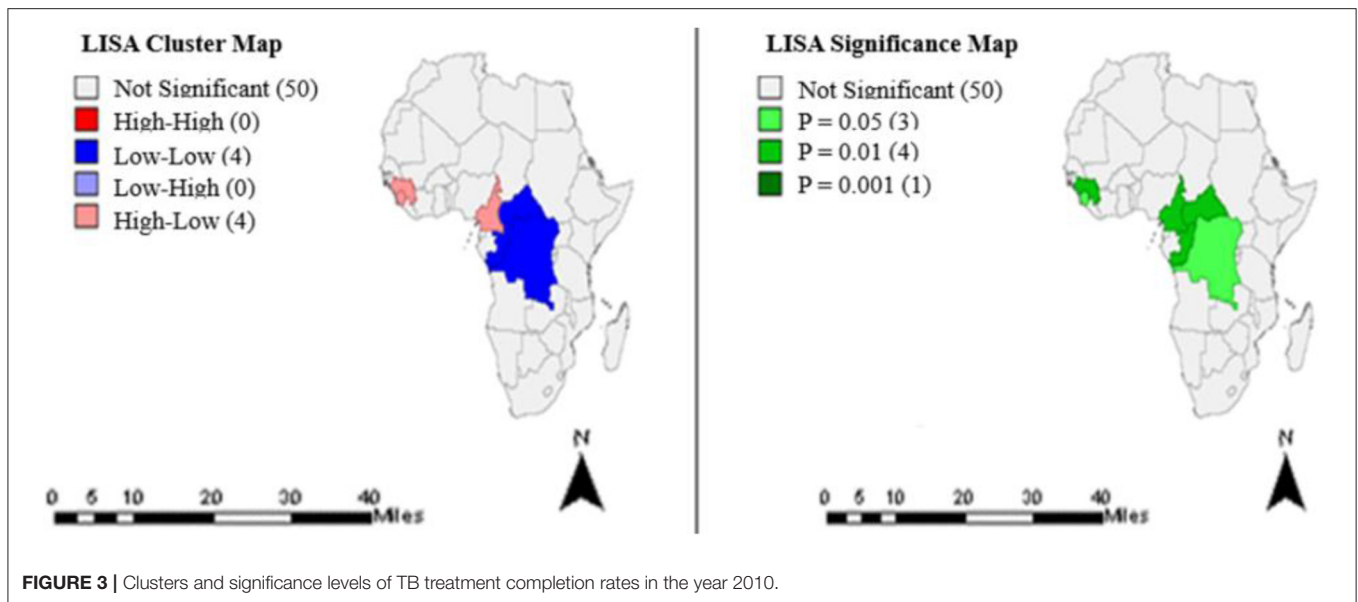 LISA Cluster Map
Not Significant (50)
High-High (0)
Low-Low (4)
Low-High (0)
High-Low (4)
N
0 5 10 20 30 40
Miles
LISA Significance Map
Not Significant (50)
P = 0.05 (3)
P = 0.01 (4)
P = 0.001 (1)
N
0 5 10 20 30 40
Miles
FIGURE 3 | Clusters and significance levels of TB treatment completion rates in the year 2010.